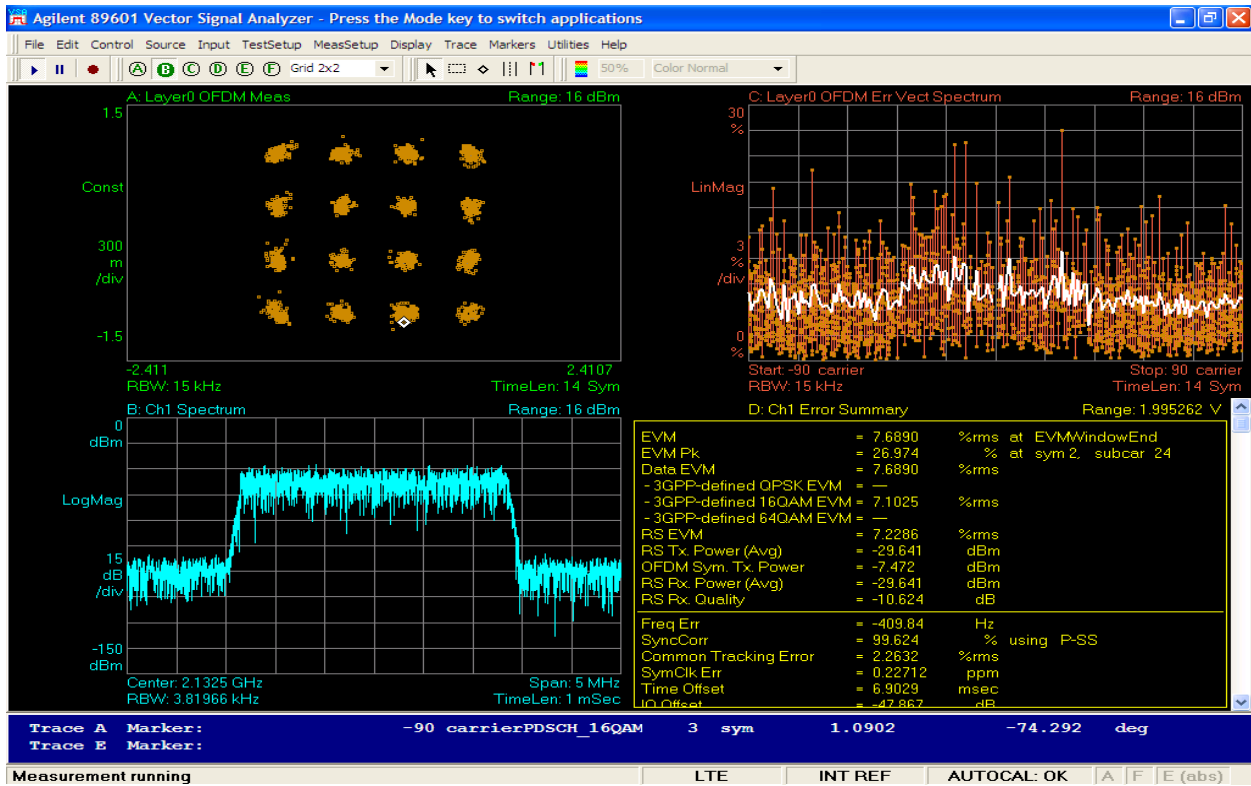 Agilent 89601 Vector Signal Analyzer - Press the Mode key to switch applications
File Edit Control Source Input TestSetup MeasSetup Display Trace Markers Utilities Help
A B C D E F Grid 2x2 50% Color Normal
A: Layer0 OFDM Meas Range: 16 dBm
1.5
Const
300
m
/div
-1.5
-2.411 2.4107
RBW: 15 kHz TimeLen: 14 Sym
C: Layer0 OFDM Err Vect Spectrum Range: 16 dBm
30
%
LinMag
3
%
/div
0
%
Start: -90 carrier Stop: 90 carrier
RBW: 15 kHz TimeLen: 14 Sym
B: Ch1 Spectrum Range: 16 dBm
0
dBm
LogMag
15
dB
/div
-150
dBm
Center: 2.1325 GHz Span: 5 MHz
RBW: 3.81966 kHz TimeLen: 1 mSec
D: Ch1 Error Summary Range: 1.995262 V
EVM = 7.6890 %rms at EVMWindowEnd
EVM Pk = 26.974 % at sym 2, subcar 24
Data EVM = 7.6890 %rms
- 3GPP-defined QPSK EVM = —
- 3GPP-defined 16QAM EVM = 7.1025 %rms
- 3GPP-defined 64QAM EVM = —
RS EVM = 7.2286 %rms
RS Tx. Power (Avg) = -29.641 dBm
OFDM Sym. Tx. Power = -7.472 dBm
RS Rx. Power (Avg) = -29.641 dBm
RS Rx. Quality = -10.624 dB
Freq Err = -409.84 Hz
SyncCorr = 99.624 % using P-SS
Common Tracking Error = 2.2632 %rms
SymClk Err = 0.22712 ppm
Time Offset = 6.9029 msec
IQ Offset = -47.867 dB
Trace A Marker: -90 carrierPDSCH_16QAM 3 sym 1.0902 -74.292 deg
Trace E Marker:
Measurement running LTE INT REF AUTOCAL: OK A F E (abs)